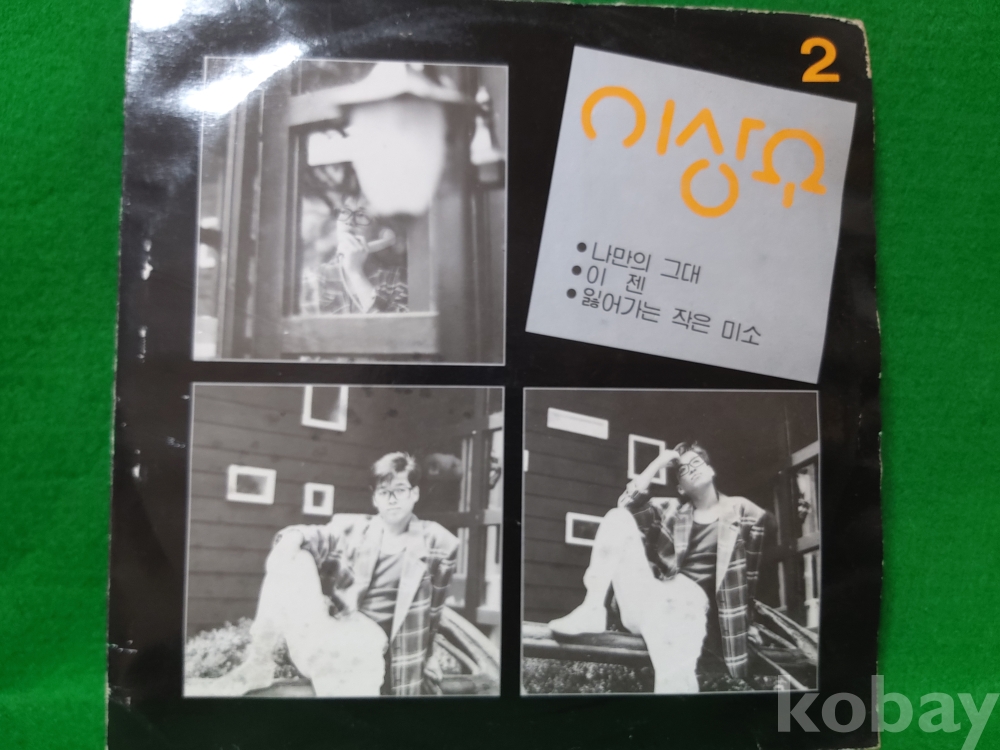 2
이상우
• 나만의 그대
• 이 젠
• 잃어가는 작은 미소
kobay